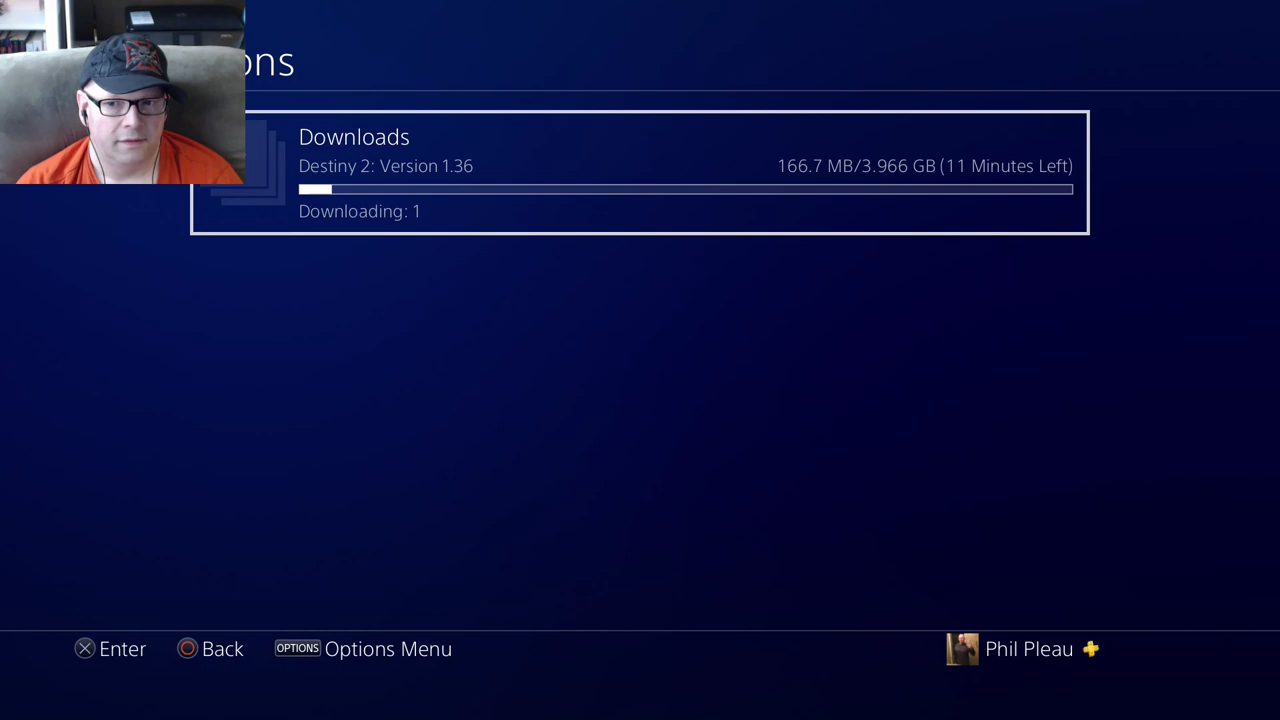 ons
Downloads
Destiny 2: Version 1.36
166.7 MB/3.966 GB (11 Minutes Left)
Downloading: 1
Enter
Back
OPTIONS Options Menu
Phil Pleau